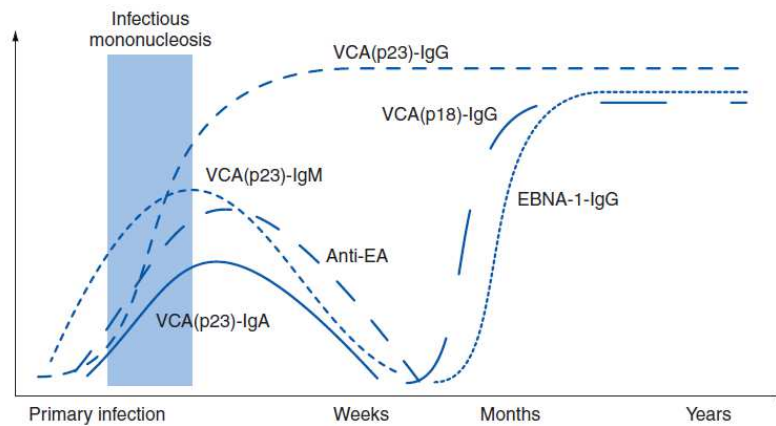 Infectious
mononucleosis
VCA(p23)-IgG
VCA(p18)-IgG
VCA(p23)-IgM
EBNA-1-IgG
Anti-EA
VCA(p23)-IgA
Primary infection
Weeks
Months
Years